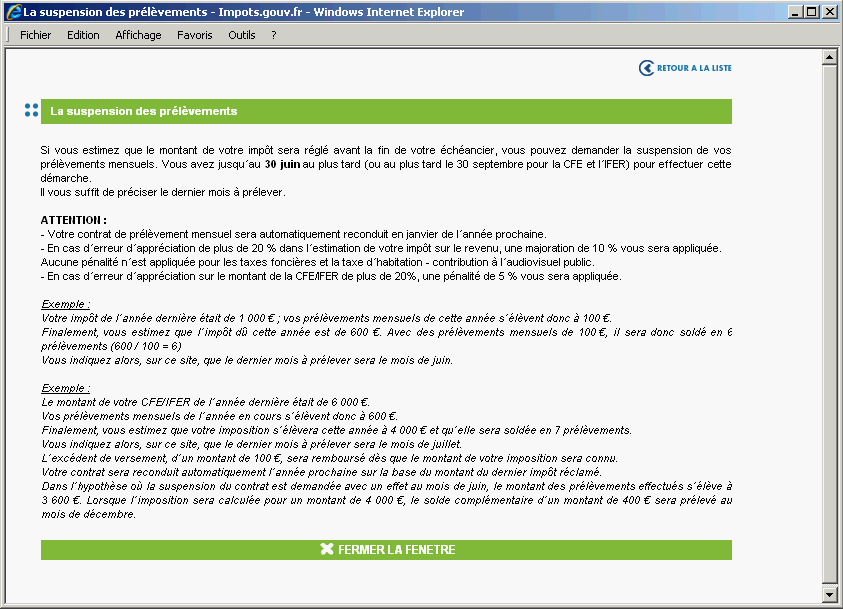 La suspension des prélèvements - Impots.gouv.fr - Windows Internet Explorer
Fichier Edition Affichage Favoris Outils ?
RETOUR A LA LISTE
La suspension des prélèvements
Si vous estimez que le montant de votre impôt sera réglé avant la fin de votre échéancier, vous pouvez demander la suspension de vos
prélèvements mensuels. Vous avez jusqu´au 30 juin au plus tard (ou au plus tard le 30 septembre pour la CFE et l´IFER) pour effectuer cette
démarche.
Il vous suffit de préciser le dernier mois à prélever.
ATTENTION :
- Votre contrat de prélèvement mensuel sera automatiquement reconduit en janvier de l´année prochaine.
- En cas d´erreur d´appréciation de plus de 20 % dans l´estimation de votre impôt sur le revenu, une majoration de 10 % vous sera appliquée.
Aucune pénalité n´est appliquée pour les taxes foncières et la taxe d´habitation - contribution à l´audiovisuel public.
- En cas d´erreur d´appréciation sur le montant de la CFE/IFER de plus de 20%, une pénalité de 5 % vous sera appliquée.
Exemple :
Votre impôt de l´année dernière était de 1 000 € ; vos prélèvements mensuels de cette année s´élèvent donc à 100 €.
Finalement, vous estimez que l´impôt dû cette année est de 600 €. Avec des prélèvements mensuels de 100 €, il sera donc soldé en 6
prélèvements (600 / 100 = 6)
Vous indiquez alors, sur ce site, que le dernier mois à prélever sera le mois de juin.
Exemple :
Le montant de votre CFE/IFER de l´année dernière était de 6 000 €.
Vos prélèvements mensuels de l´année en cours s´élèvent donc à 600 €.
Finalement, vous estimez que votre imposition s´élèvera cette année à 4 000 € et qu´elle sera soldée en 7 prélèvements.
Vous indiquez alors, sur ce site, que le dernier mois à prélever sera le mois de juillet.
L´excédent de versement, d´un montant de 100 €, sera remboursé dès que le montant de votre imposition sera connu.
Votre contrat sera reconduit automatiquement l´année prochaine sur la base du montant du dernier impôt réclamé.
Dans l´hypothèse où la suspension du contrat est demandée avec un effet au mois de juin, le montant des prélèvements effectués s´élève à
3 600 €. Lorsque l´imposition sera calculée pour un montant de 4 000 €, le solde complémentaire d´un montant de 400 € sera prélevé au
mois de décembre.
FERMER LA FENETRE